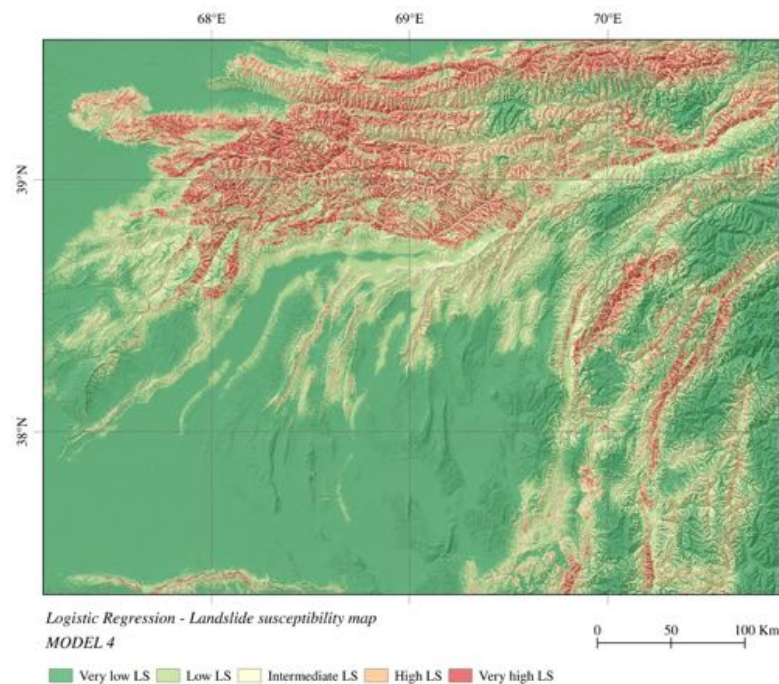 68°E 69°E 70°E
39°N
38°N
Logistic Regression - Landslide susceptibility map
MODEL 4
0 50 100 Km
Very low LS Low LS Intermediate LS High LS Very high LS